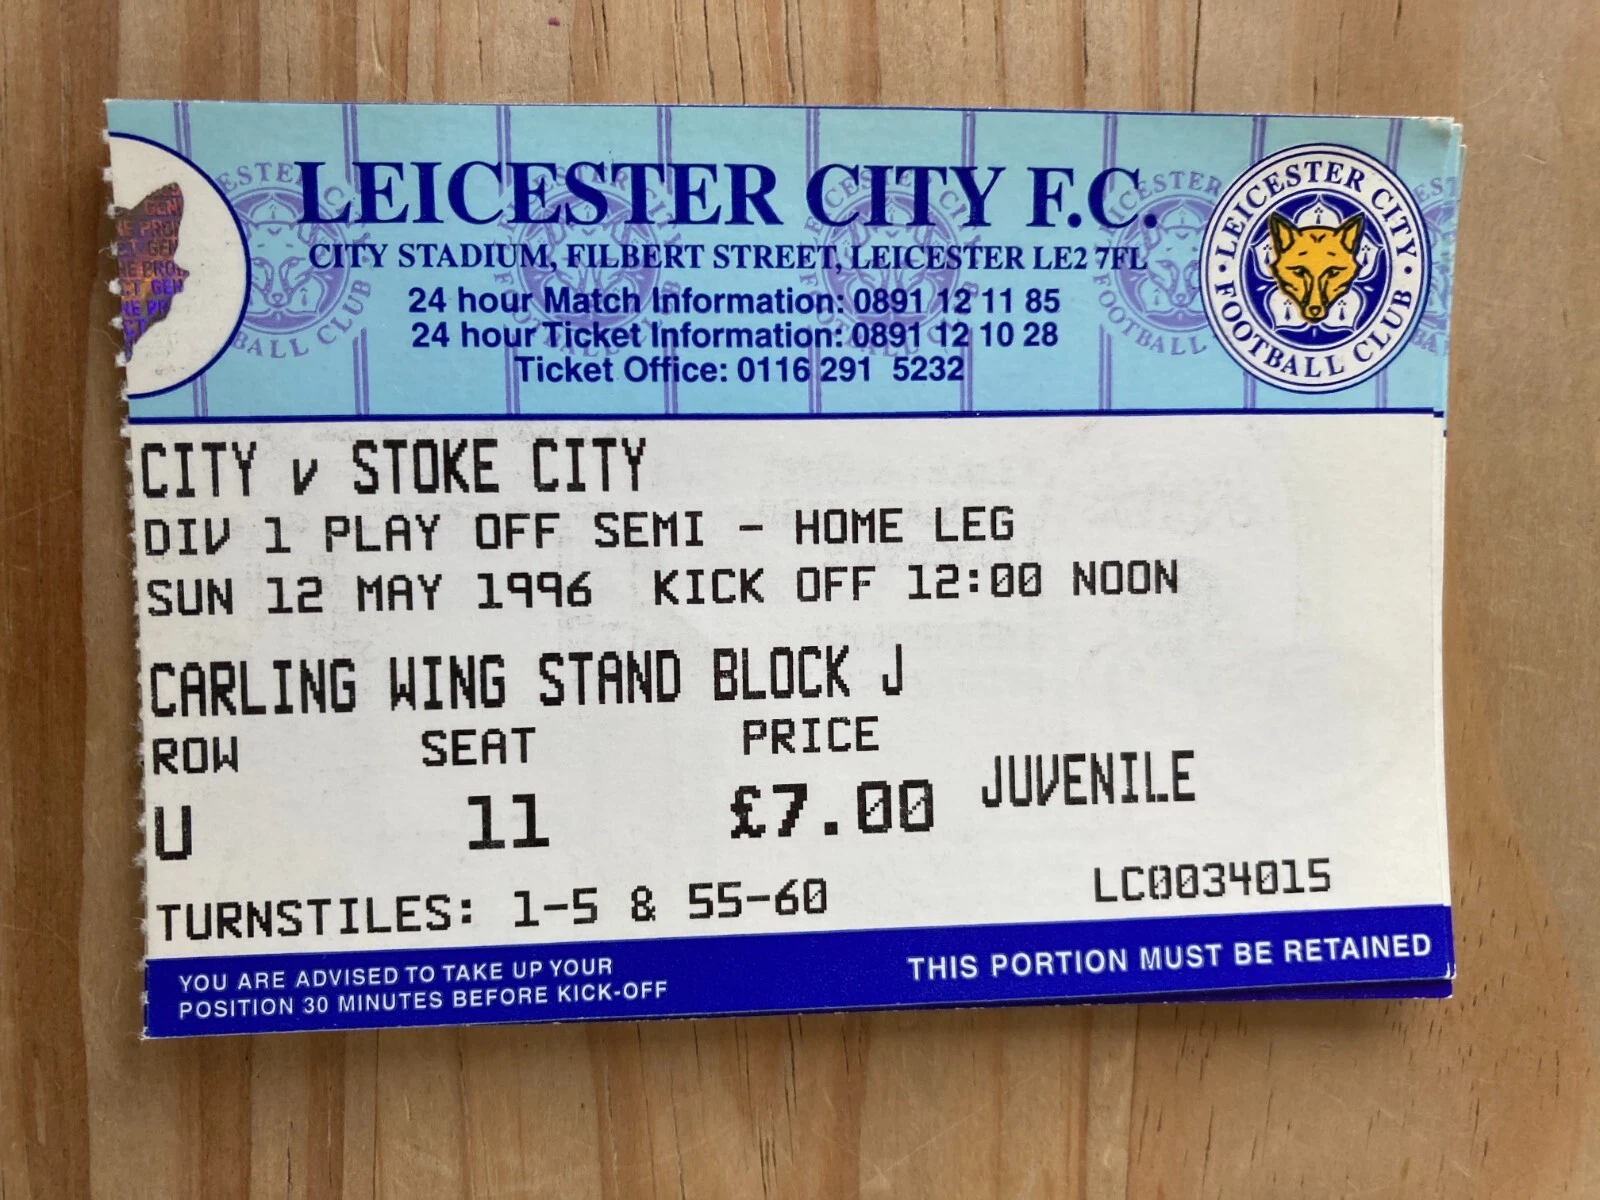 LEICESTER CITY F.C.
CITY STADIUM, FILBERT STREET, LEICESTER LE2 7FL
24 hour Match Information: 0891 12 11 85
24 hour Ticket Information: 0891 12 10 28
Ticket Office: 0116 291 5232
LEICESTER CITY
FOOTBALL CLUB
CITY v STOKE CITY
DIV 1 PLAY OFF SEMI - HOME LEG
SUN 12 MAY 1996 KICK OFF 12:00 NOON
CARLING WING STAND BLOCK J
ROW SEAT PRICE
U 11 £7.00 JUVENILE
LC0034015
TURNSTILES: 1-5 & 55-60
YOU ARE ADVISED TO TAKE UP YOUR
POSITION 30 MINUTES BEFORE KICK-OFF
THIS PORTION MUST BE RETAINED